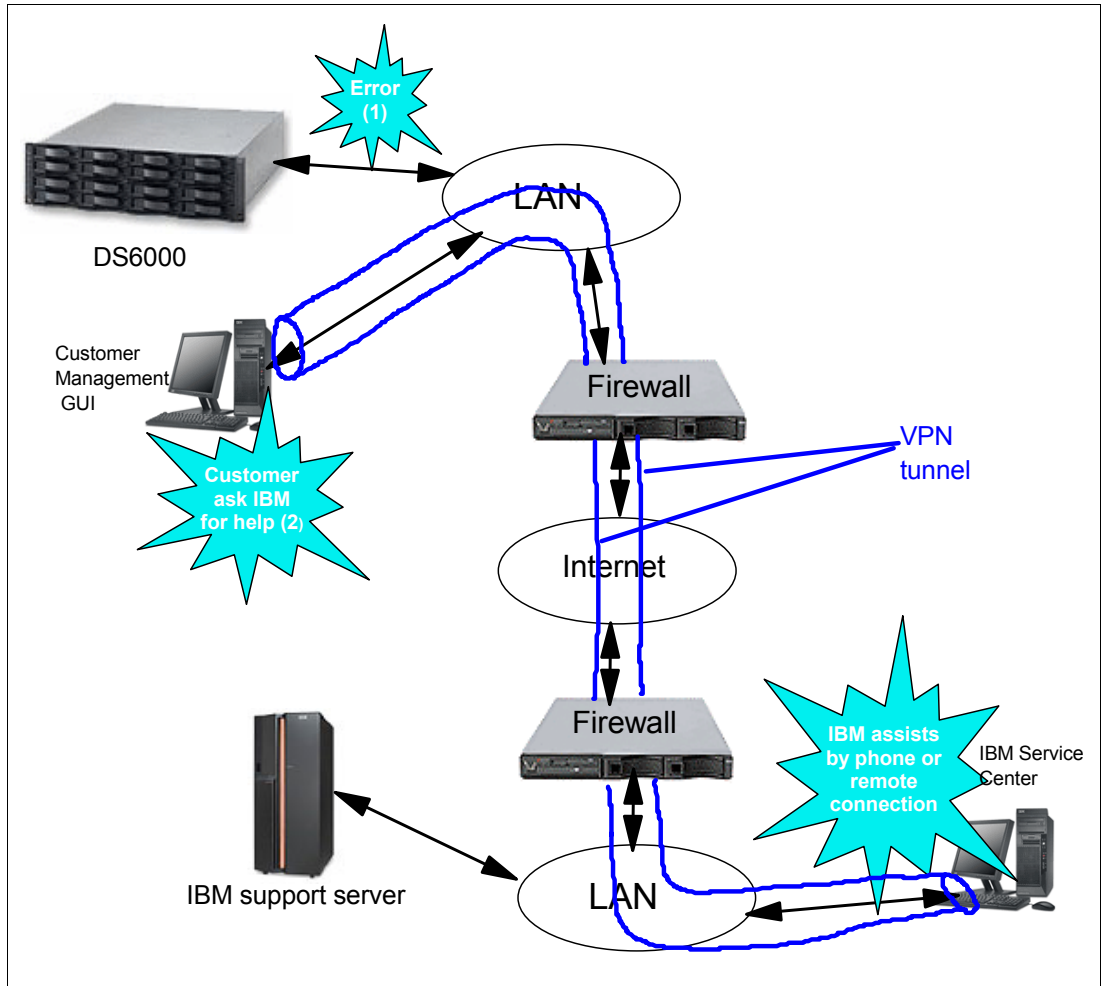 Error
(1)
LAN
DS6000
Customer
Management
GUI
Firewall
VPN
tunnel
Customer
ask IBM
for help (2)
Internet
Firewall
IBM assists
by phone or
remote
connection
IBM Service
Center
IBM support server
LAN